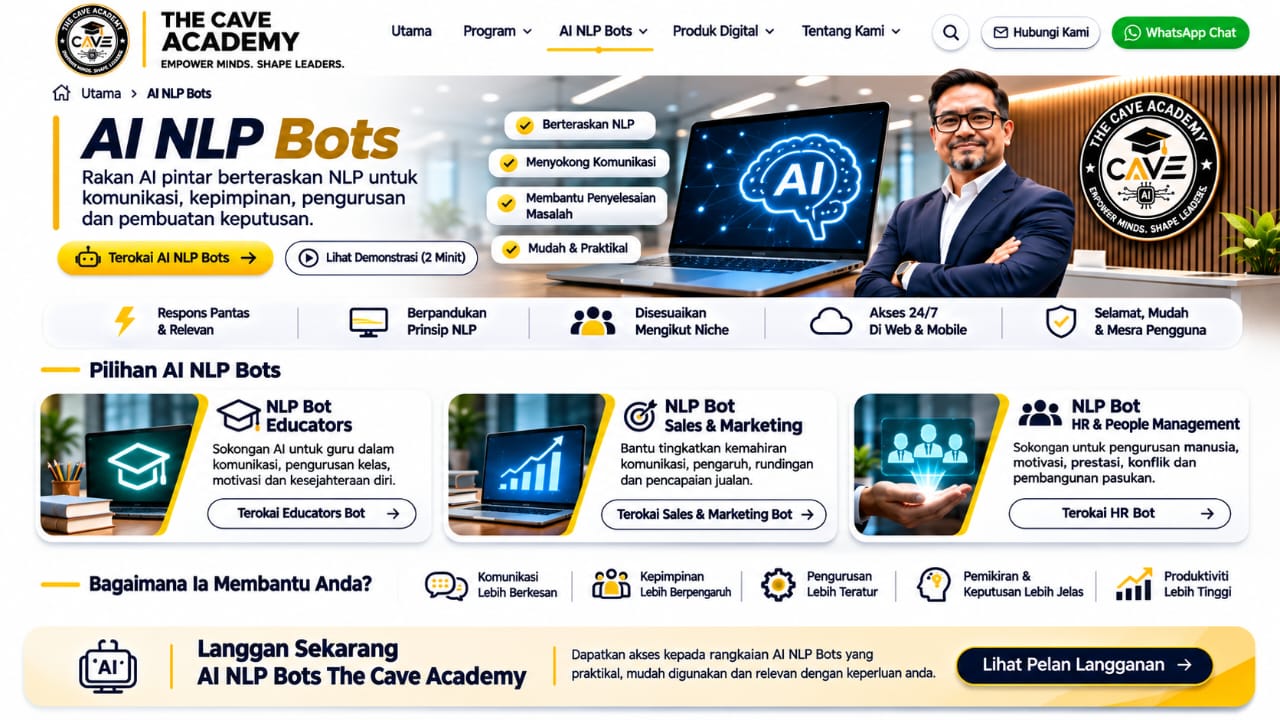 THE CAVE ACADEMY
CAVE
EMPOWER MINDS. SHAPE LEADERS.
THE CAVE
ACADEMY
EMPOWER MINDS. SHAPE LEADERS.
Utama
Program
AI NLP Bots
Produk Digital
Tentang Kami
Hubungi Kami
WhatsApp Chat
Utama > AI NLP Bots
AI NLP Bots
Rakan AI pintar berteraskan NLP untuk
komunikasi, kepimpinan, pengurusan
dan pembuatan keputusan.
Terokai AI NLP Bots →
Lihat Demonstrasi (2 Minit)
Berteraskan NLP
Menyokong Komunikasi
Membantu Penyelesaian
Masalah
Mudah & Praktikal
AI
THE CAVE ACADEMY
CAVE
AI
EMPOWER MINDS. SHAPE LEADERS.
Respons Pantas
& Relevan
Berpandukan
Prinsip NLP
Disesuaikan
Mengikut Niche
Akses 24/7
Di Web & Mobile
Selamat, Mudah
& Mesra Pengguna
Pilihan AI NLP Bots
NLP Bot
Educators
Sokongan AI untuk guru dalam
komunikasi, pengurusan kelas,
motivasi dan kesejahteraan diri.
Terokai Educators Bot →
NLP Bot
Sales & Marketing
Bantu tingkatkan kemahiran
komunikasi, pengaruh, rundingan
dan pencapaian jualan.
Terokai Sales & Marketing Bot →
NLP Bot
HR & People Management
Sokongan untuk pengurusan manusia,
motivasi, prestasi, konflik dan
pembangunan pasukan.
Terokai HR Bot →
Bagaimana Ia Membantu Anda?
Komunikasi
Lebih Berkesan
Kepimpinan
Lebih Berpengaruh
Pengurusan
Lebih Teratur
Pemikiran &
Keputusan Lebih Jelas
Produktiviti
Lebih Tinggi
AI
Langgan Sekarang
AI NLP Bots The Cave Academy
Dapatkan akses kepada rangkaian AI NLP Bots yang
praktikal, mudah digunakan dan relevan dengan keperluan anda.
Lihat Pelan Langganan →